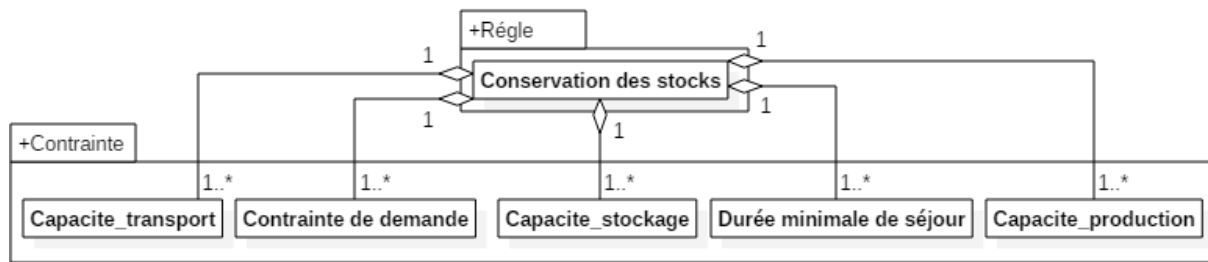 +Régle
1
1
Conservation des stocks
1
1
1
+Contrainte
1..*
1..*
1..*
1..*
1..*
Capacite_transport
Contrainte de demande
Capacite_stockage
Durée minimale de séjour
Capacite_production